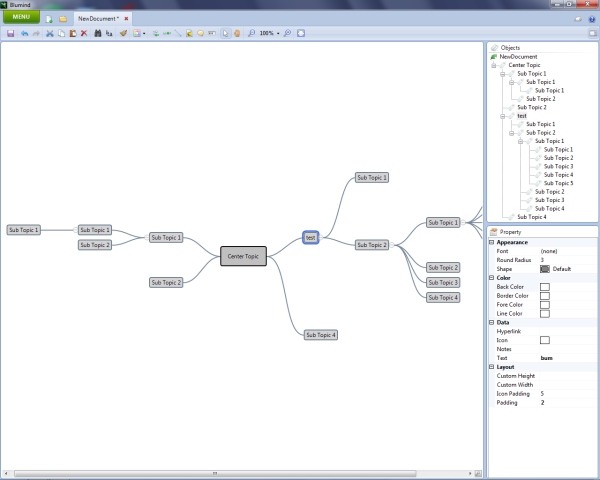 Blumind
MENU
NewDocument *
100%
Objects
NewDocument
Center Topic
Sub Topic 1
Sub Topic 1
Sub Topic 1
Sub Topic 2
Sub Topic 2
test
Sub Topic 1
Sub Topic 2
Sub Topic 1
Sub Topic 1
Sub Topic 2
Sub Topic 3
Sub Topic 4
Sub Topic 5
Sub Topic 2
Sub Topic 3
Sub Topic 4
Sub Topic 4
Sub Topic 1
Sub Topic 1
Sub Topic 2
Sub Topic 1
Sub Topic 2
Center Topic
test
Sub Topic 4
Sub Topic 1
Sub Topic 2
Sub Topic 1
Sub Topic 2
Sub Topic 3
Sub Topic 4
Property
Appearance
Font (none)
Round Radius 3
Shape Default
Color
Back Color
Border Color
Fore Color
Line Color
Data
Hyperlink
Icon
Notes
Text bum
Layout
Custom Height
Custom Width
Icon Padding 5
Padding 2